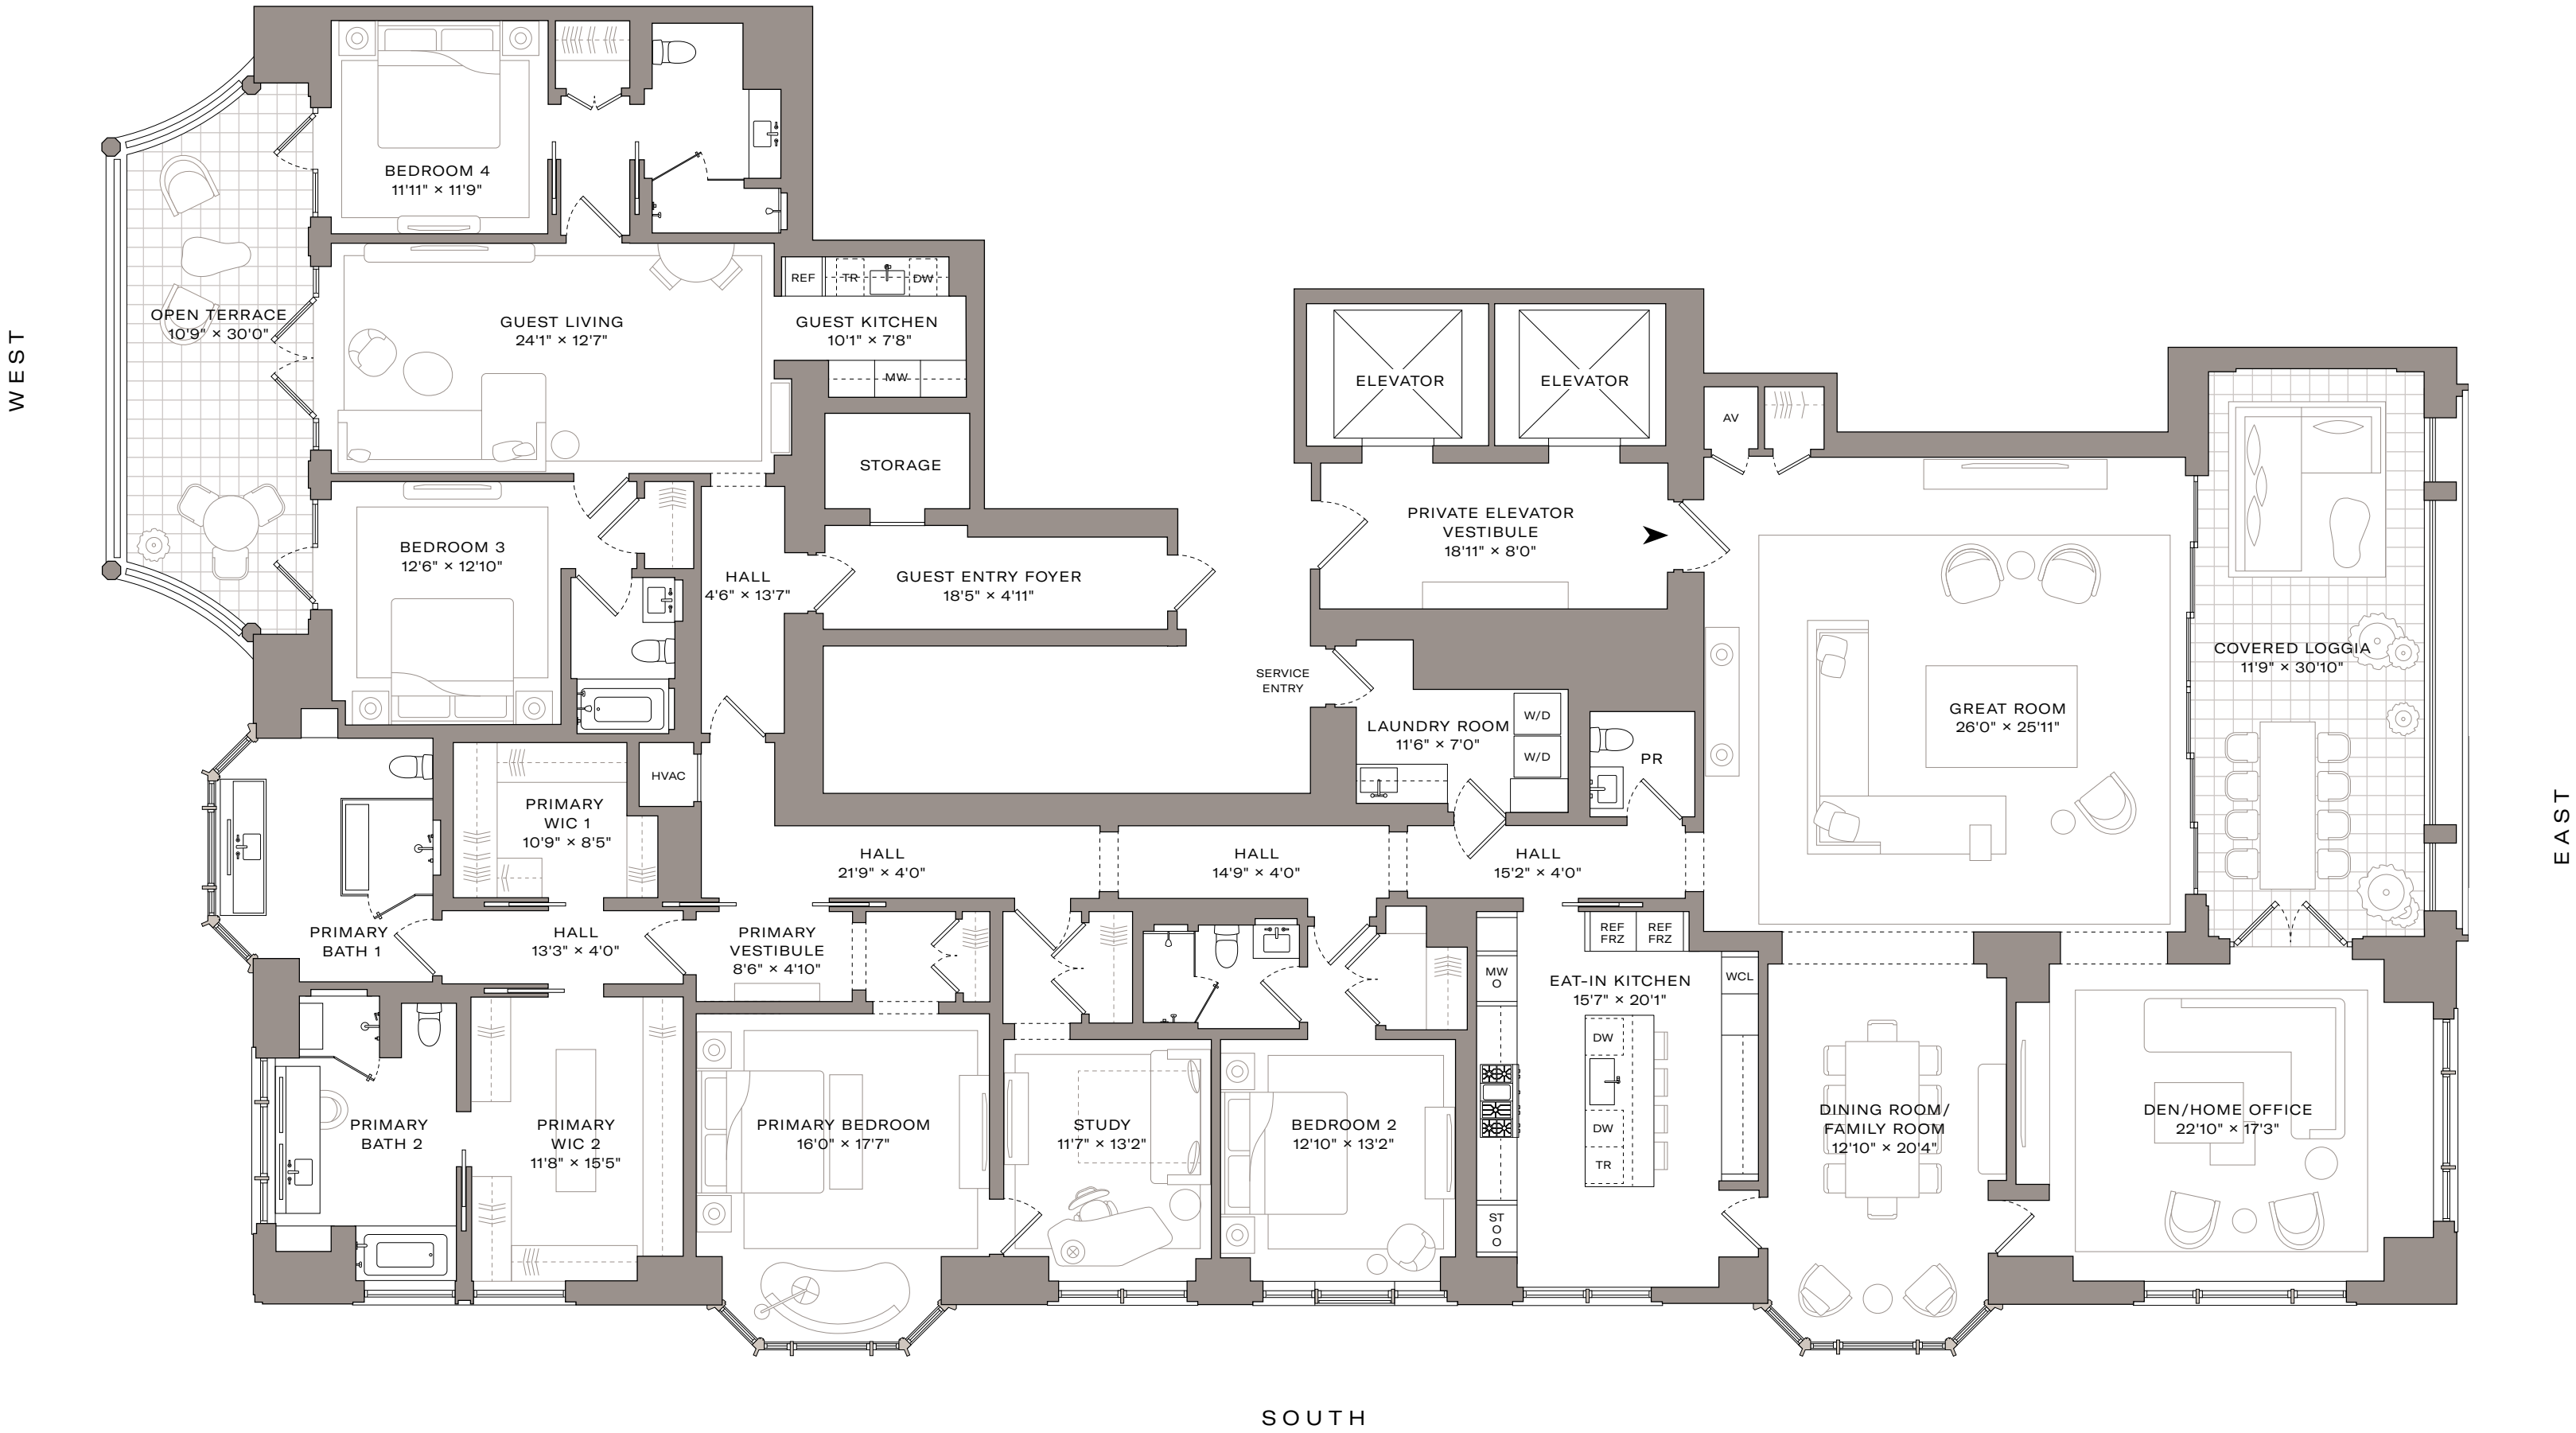 WEST
BEDROOM 4
11'11" × 11'9"
OPEN TERRACE
10'9" × 30'0"
GUEST LIVING
24'1" × 12'7"
REF
TR
DW
GUEST KITCHEN
10'1" × 7'8"
MW
STORAGE
BEDROOM 3
12'6" × 12'10"
HALL
4'6" × 13'7"
GUEST ENTRY FOYER
18'5" × 4'11"
ELEVATOR
ELEVATOR
PRIVATE ELEVATOR
VESTIBULE
18'11" × 8'0"
AV
SERVICE
ENTRY
LAUNDRY ROOM
11'6" × 7'0"
W/D
W/D
PR
GREAT ROOM
26'0" × 25'11"
COVERED LOGGIA
11'9" × 30'10"
EAST
HVAC
PRIMARY
WIC 1
10'9" × 8'5"
HALL
21'9" × 4'0"
HALL
14'9" × 4'0"
HALL
15'2" × 4'0"
PRIMARY
BATH 1
HALL
13'3" × 4'0"
PRIMARY
VESTIBULE
8'6" × 4'10"
REF
FRZ
REF
FRZ
MW
O
EAT-IN KITCHEN
15'7" × 20'1"
WCL
DW
DW
TR
ST
O
O
PRIMARY
BATH 2
PRIMARY
WIC 2
11'8" × 15'5"
PRIMARY BEDROOM
16'0" × 17'7"
STUDY
11'7" × 13'2"
BEDROOM 2
12'10" × 13'2"
DINING ROOM/
FAMILY ROOM
12'10" × 20'4"
DEN/HOME OFFICE
22'10" × 17'3"
SOUTH